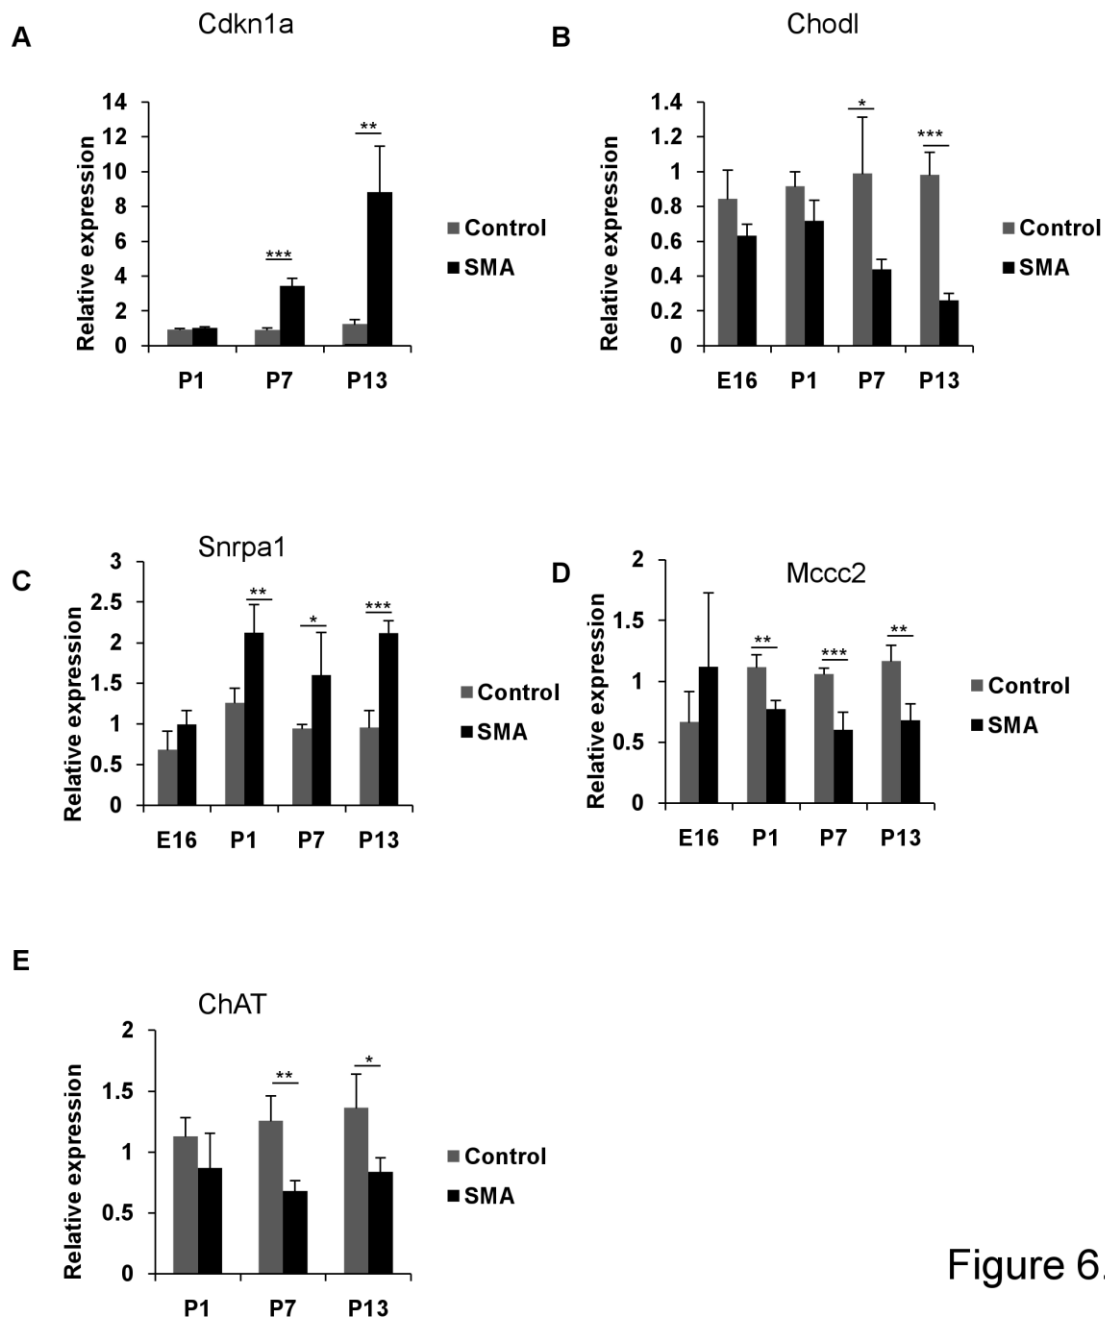 A
Cdkn1a
Relative expression
14
12
10
8
6
4
2
0
***
**
P1 P7 P13
Control
SMA
B
Chodl
Relative expression
1.4
1.2
1
0.8
0.6
0.4
0.2
0
*
***
E16 P1 P7 P13
Control
SMA
C
Snrpa1
Relative expression
3
2.5
2
1.5
1
0.5
0
**
*
***
E16 P1 P7 P13
Control
SMA
D
Mccc2
Relative expression
2
1.5
1
0.5
0
**
***
**
E16 P1 P7 P13
Control
SMA
E
ChAT
Relative expression
2
1.5
1
0.5
0
**
*
P1 P7 P13
Control
SMA
Figure 6.